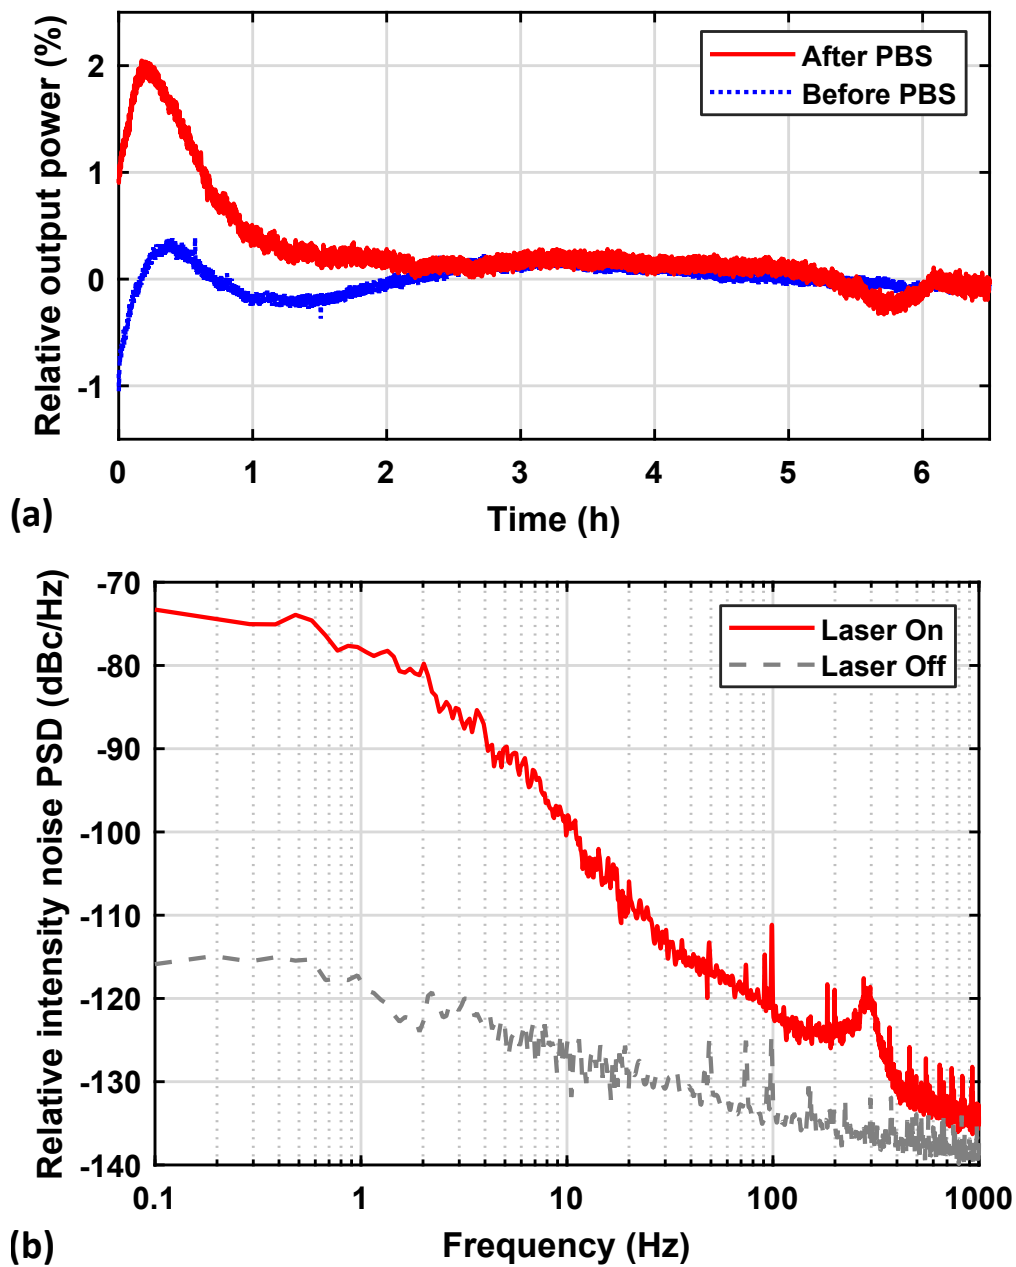 Relative output power (%)
2
1
0
-1
After PBS
Before PBS
0 1 2 3 4 5 6
Time (h)
(a)
Relative intensity noise PSD (dBc/Hz)
-70
-80
-90
-100
-110
-120
-130
-140
Laser On
Laser Off
0.1 1 10 100 1000
Frequency (Hz)
(b)